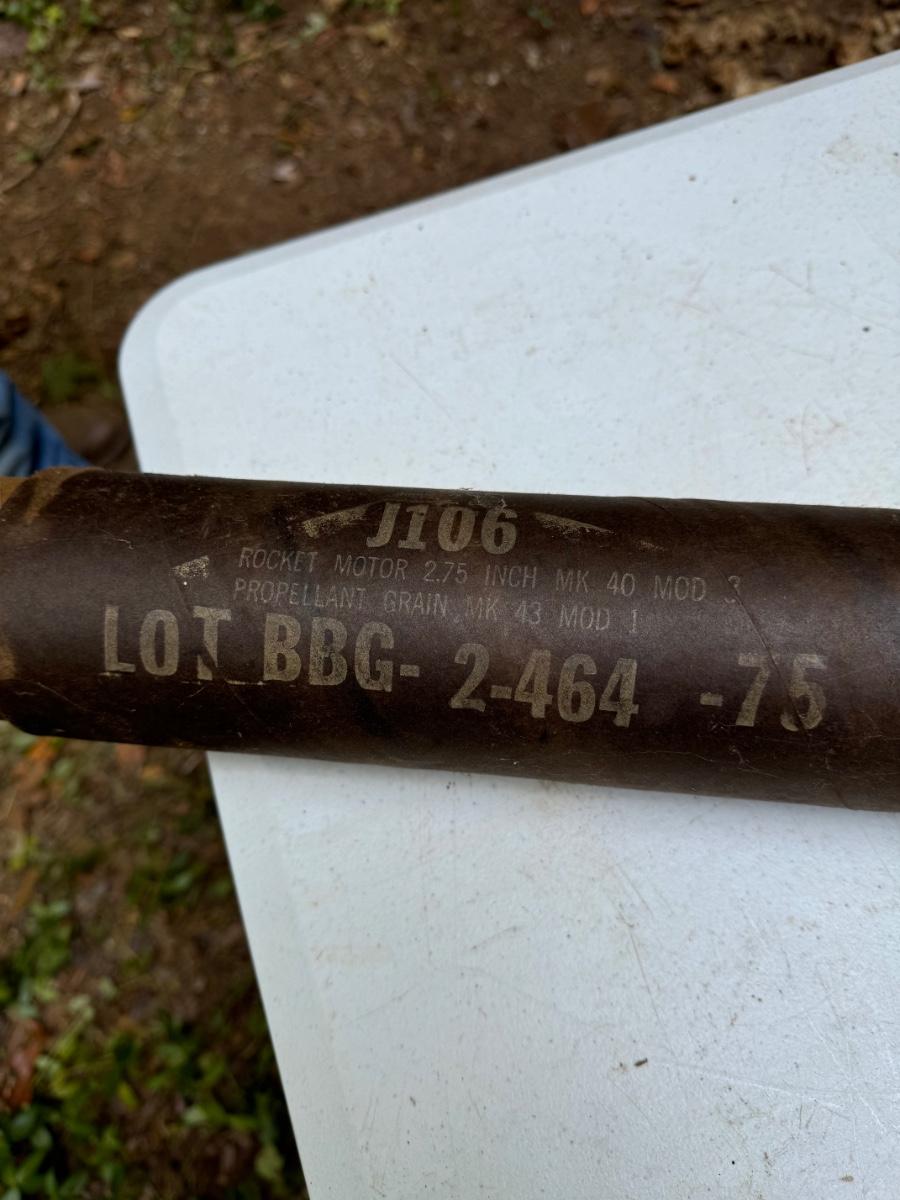 J106
ROCKET MOTOR 2.75 INCH MK 40 MOD 3
PROPELLANT GRAIN MK 43 MOD 1
LOT BBG- 2-464 -75